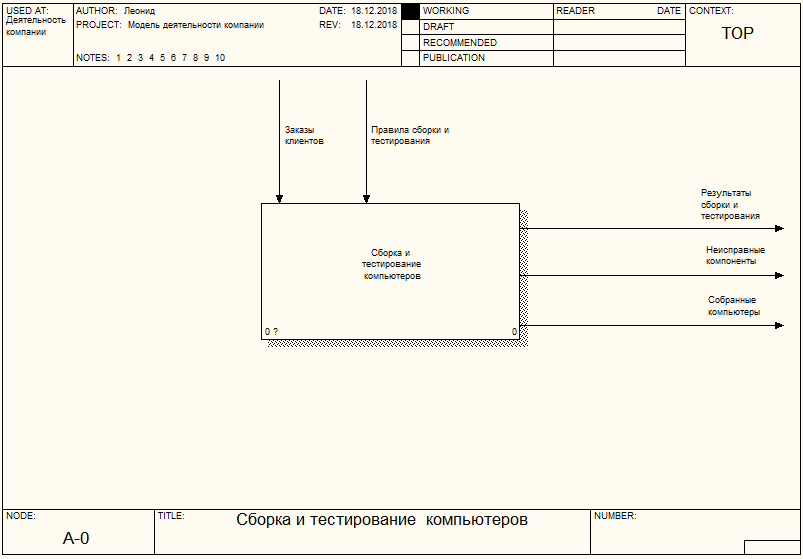 USED AT:
Деятельность
компании
AUTHOR: Леонид
DATE: 18.12.2018
PROJECT: Модель деятельности компании
REV: 18.12.2018
NOTES: 1 2 3 4 5 6 7 8 9 10
WORKING
DRAFT
RECOMMENDED
PUBLICATION
READER
DATE
CONTEXT:
TOP
Заказы
клиентов
Правила сборки и
тестирования
Результаты
сборки и
тестирования
Неисправные
компоненты
Собранные
компьютеры
Сборка и
тестирование
компьютеров
0 ?
0
NODE:
A-0
TITLE:
Сборка и тестирование компьютеров
NUMBER: